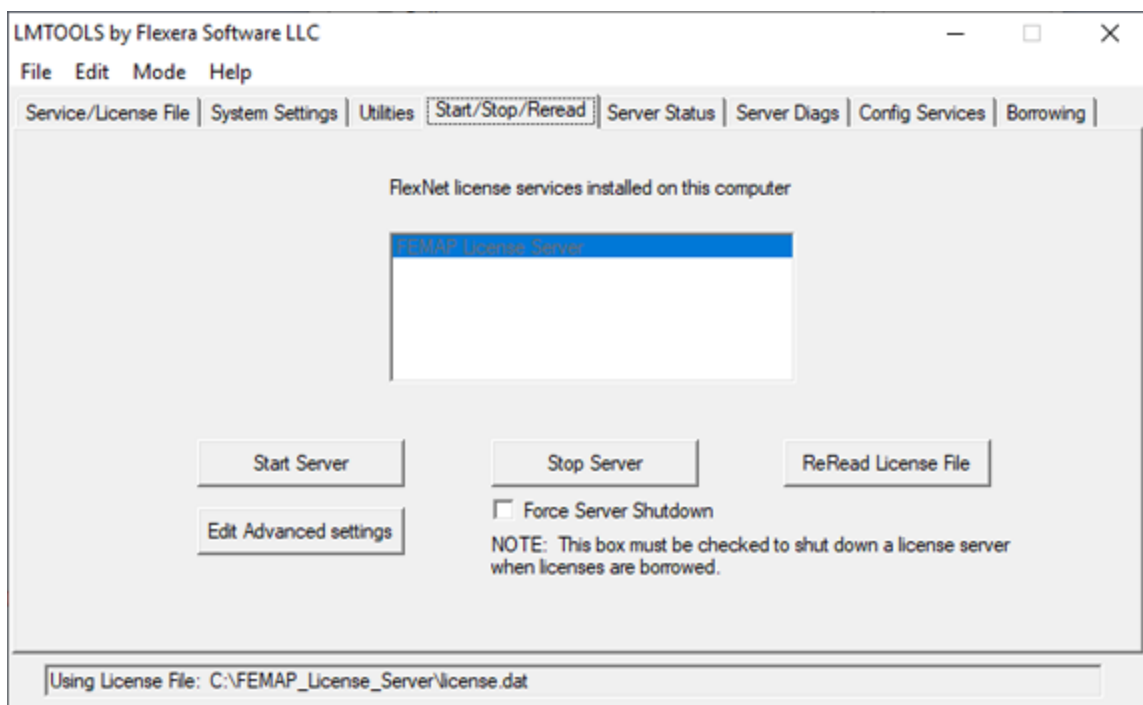 LMTOOLS by Flexera Software LLC
File Edit Mode Help
Service/License File System Settings Utilities Start/Stop/Reread Server Status Server Diags Config Services Borrowing
FlexNet license services installed on this computer
FEMAP License Server
Start Server Stop Server ReRead License File
Edit Advanced settings
Force Server Shutdown
NOTE: This box must be checked to shut down a license server
when licenses are borrowed.
Using License File: C:\FEMAP_License_Server\license.dat